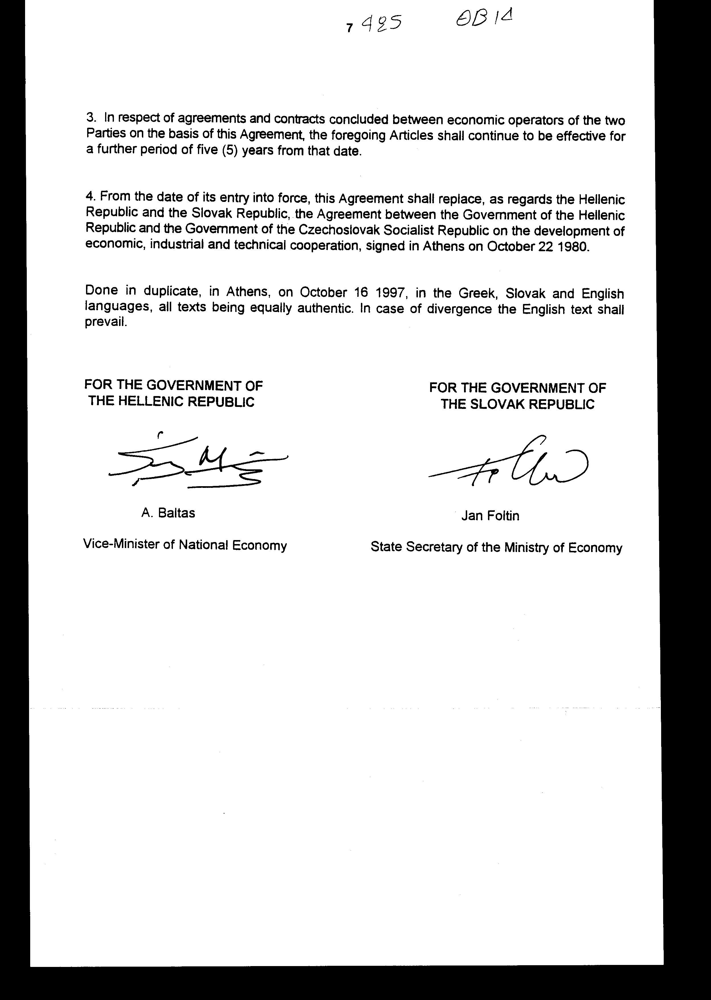 7 485 ΘΒ 1Δ
3. In respect of agreements and contracts concluded between economic operators of the two
Parties on the basis of this Agreement, the foregoing Articles shall continue to be effective for
a further period of five (5) years from that date.
4. From the date of its entry into force, this Agreement shall replace, as regards the Hellenic
Republic and the Slovak Republic, the Agreement between the Government of the Hellenic
Republic and the Government of the Czechoslovak Socialist Republic on the development of
economic, industrial and technical cooperation, signed in Athens on October 22 1980.
Done in duplicate, in Athens, on October 16 1997, in the Greek, Slovak and English
languages, all texts being equally authentic. In case of divergence the English text shall
prevail.
FOR THE GOVERNMENT OF
THE HELLENIC REPUBLIC
FOR THE GOVERNMENT OF
THE SLOVAK REPUBLIC
A. Baltas
Jan Foltin
Vice-Minister of National Economy
State Secretary of the Ministry of Economy